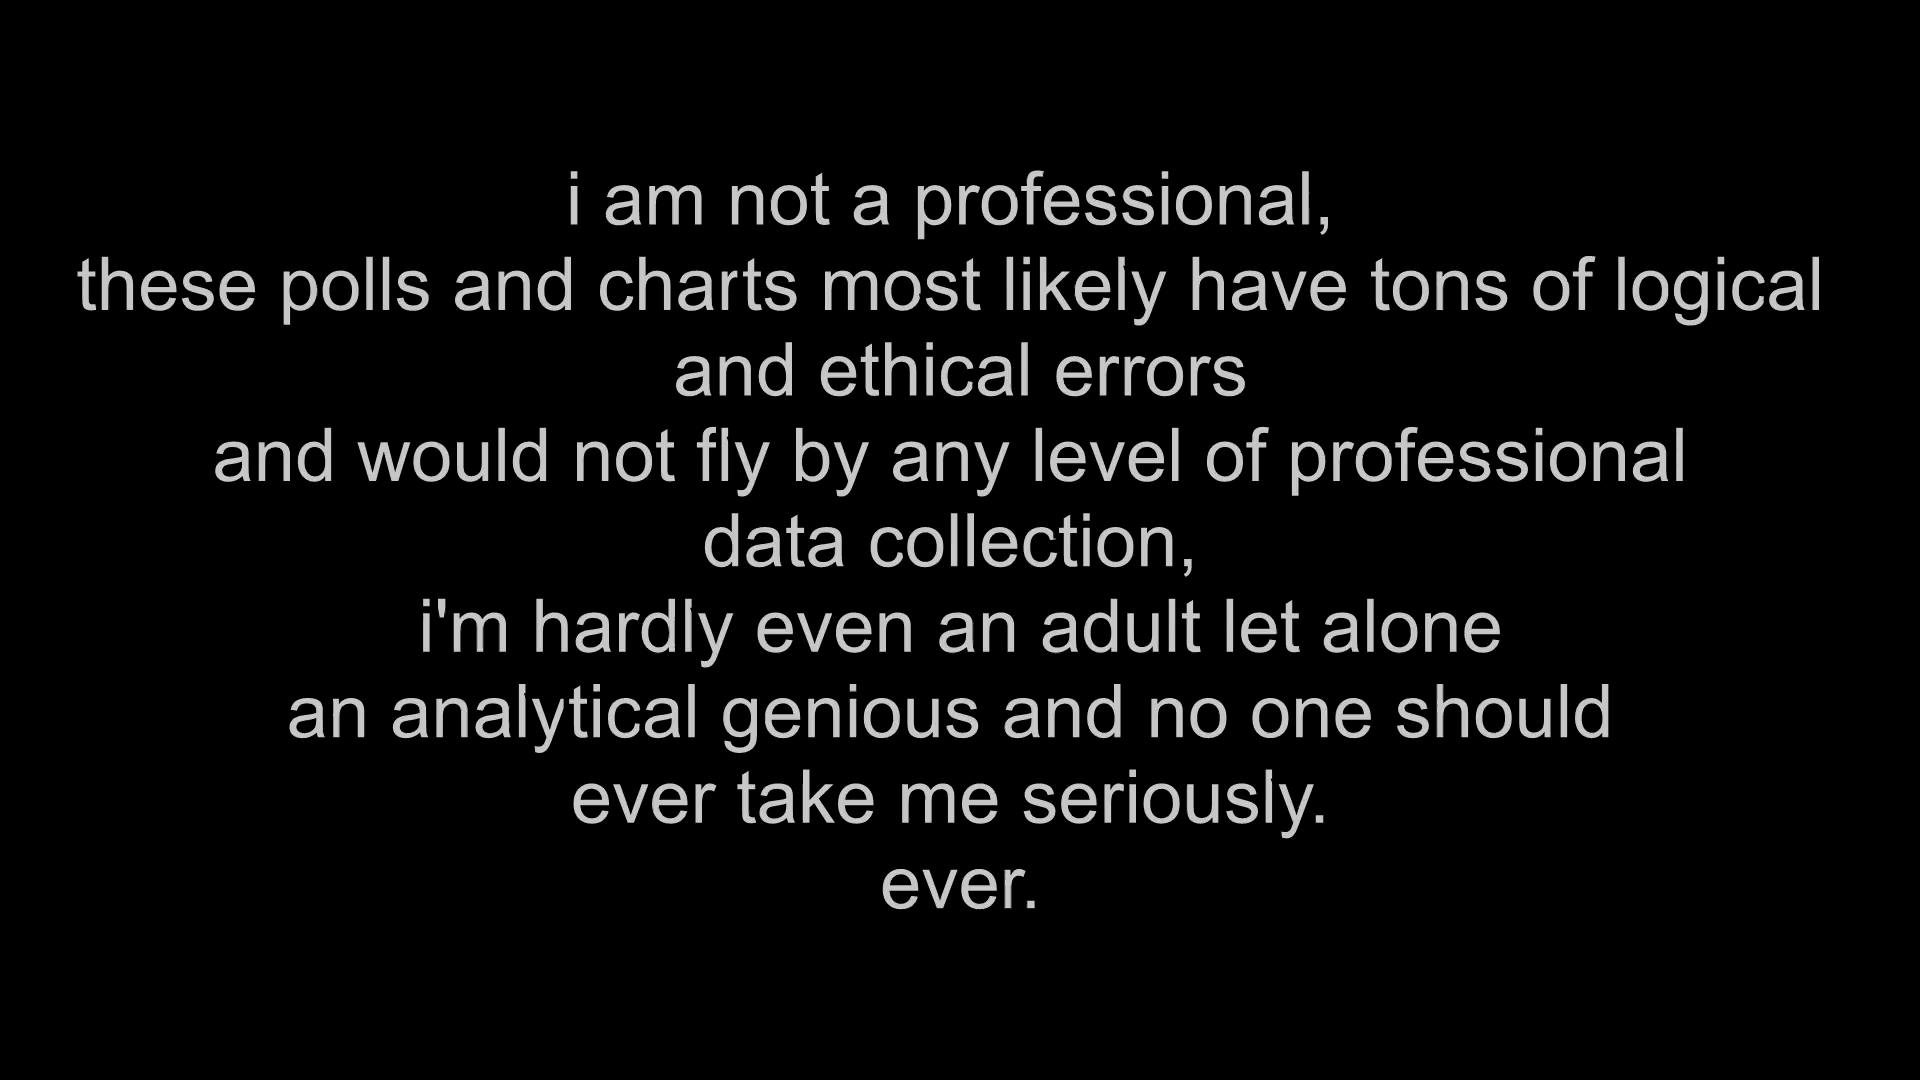 i am not a professional,
these polls and charts most likely have tons of logical
and ethical errors
and would not fly by any level of professional
data collection,
i'm hardly even an adult let alone
an analytical genious and no one should
ever take me seriously.
ever.